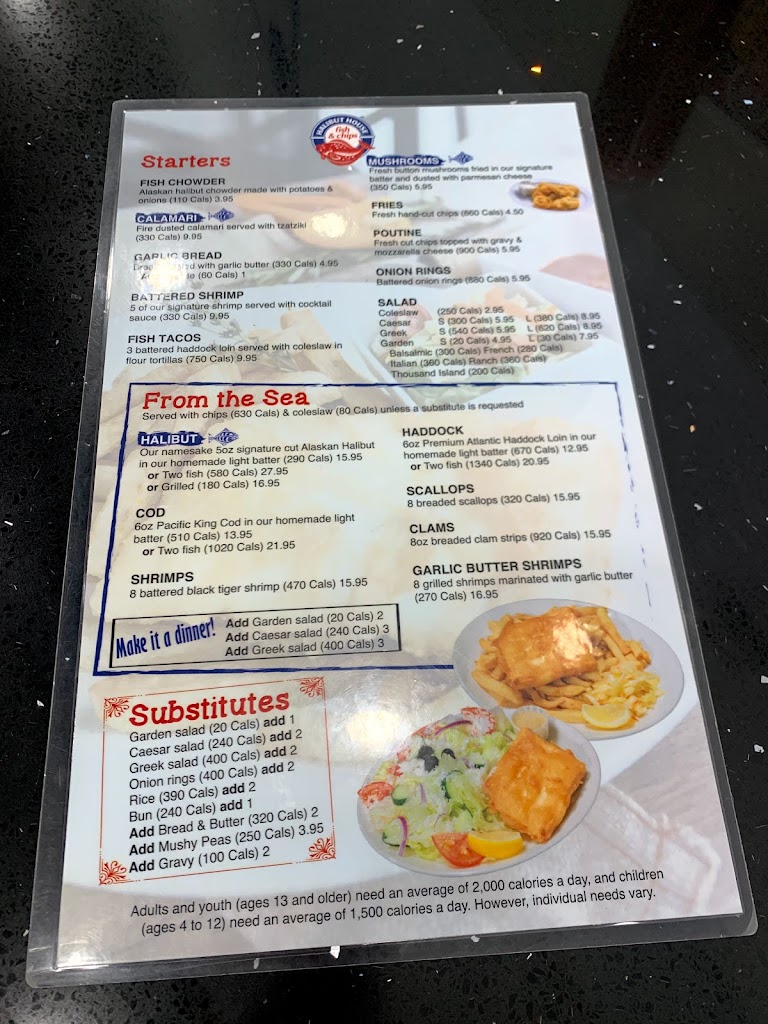 HALIBUT HOUSE
fish
& chips
Starters
FISH CHOWDER
Alaskan halibut chowder made with potatoes &
onions (110 Cals) 3.95
CALAMARI
Fire dusted calamari served with tzatziki
(330 Cals) 9.95
GARLIC BREAD
with garlic butter (330 Cals) 4.95
(60 Cals) 1
BATTERED SHRIMP
5 of our signature shrimp served with cocktail
sauce (330 Cals) 9.95
FISH TACOS
3 battered haddock loin served with coleslaw in
flour tortillas (750 Cals) 9.95
MUSHROOMS
Fresh button mushrooms fried in our signature
batter and dusted with parmesan cheese
(350 Cals) 5.95
FRIES
Fresh hand-cut chips (660 Cals) 4.50
POUTINE
Fresh cut chips topped with gravy &
mozzarella cheese (900 Cals) 5.95
ONION RINGS
Battered onion rings (680 Cals) 5.95
SALAD
Coleslaw (250 Cals) 2.95
Caesar S (300 Cals) 5.95 L (380 Cals) 8.95
Greek S (540 Cals) 5.95 L (620 Cals) 8.95
Garden S (20 Cals) 4.95 L (30 Cals) 7.95
Balsalmic (300 Cals) French (280 Cals)
Italian (360 Cals) Ranch (360 Cals)
Thousand Island (200 Cals)
From the Sea
Served with chips (630 Cals) & coleslaw (80 Cals) unless a substitute is requested
HALIBUT
Our namesake 5oz signature cut Alaskan Halibut
in our homemade light batter (290 Cals) 15.95
or Two fish (580 Cals) 27.95
or Grilled (180 Cals) 16.95
COD
6oz Pacific King Cod in our homemade light
batter (510 Cals) 13.95
or Two fish (1020 Cals) 21.95
SHRIMPS
8 battered black tiger shrimp (470 Cals) 15.95
HADDOCK
6oz Premium Atlantic Haddock Loin in our
homemade light batter (670 Cals) 12.95
or Two fish (1340 Cals) 20.95
SCALLOPS
8 breaded scallops (320 Cals) 15.95
CLAMS
8oz breaded clam strips (920 Cals) 15.95
GARLIC BUTTER SHRIMPS
8 grilled shrimps marinated with garlic butter
(270 Cals) 16.95
Make it a dinner!
Add Garden salad (20 Cals) 2
Add Caesar salad (240 Cals) 3
Add Greek salad (400 Cals) 3
Substitutes
Garden salad (20 Cals) add 1
Caesar salad (240 Cals) add 2
Greek salad (400 Cals) add 2
Onion rings (400 Cals) add 2
Rice (390 Cals) add 2
Bun (240 Cals) add 1
Add Bread & Butter (320 Cals) 2
Add Mushy Peas (250 Cals) 3.95
Add Gravy (100 Cals) 2
Adults and youth (ages 13 and older) need an average of 2,000 calories a day, and children
(ages 4 to 12) need an average of 1,500 calories a day. However, individual needs vary.